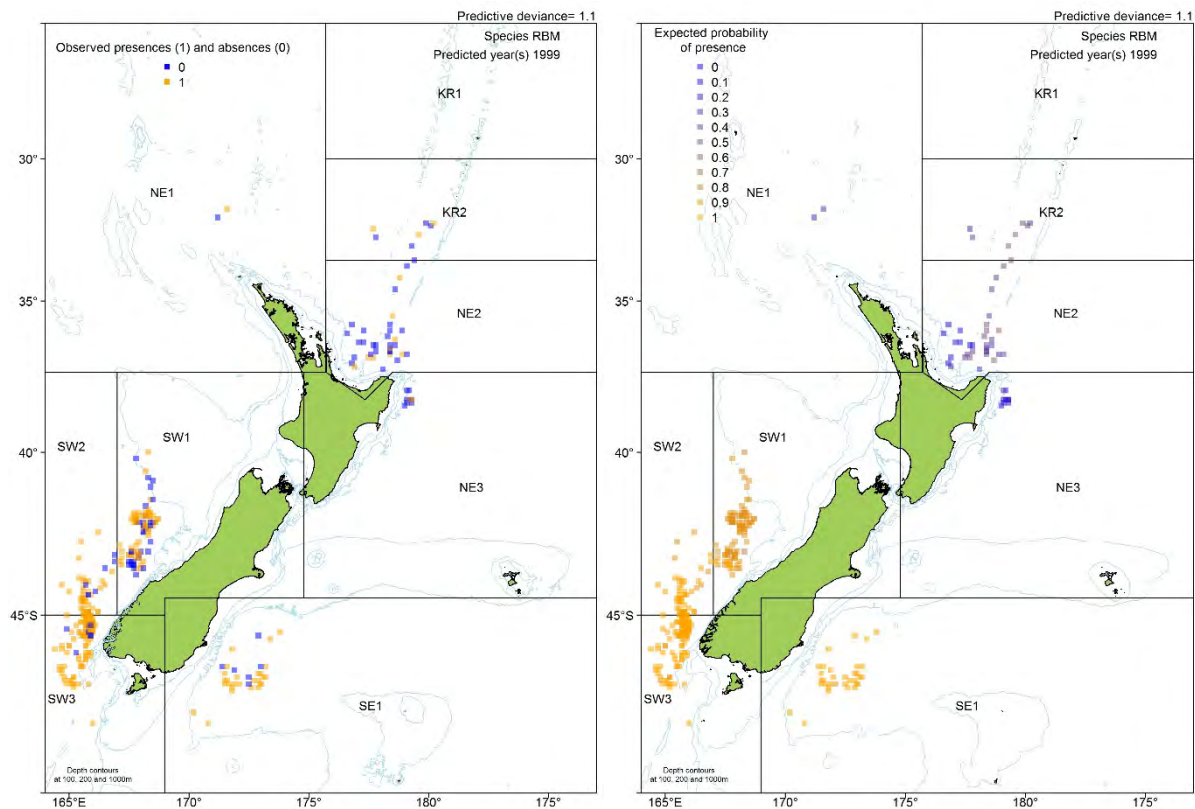 Predictive deviance= 1.1
Observed presences (1) and absences (0)
0
1
Species RBM
Predicted year(s) 1999
KR1
30°
NE1
KR2
35°
NE2
SW2
SW1
40°
NE3
45°S
SW3
SE1
Depth contours
at 100, 200 and 1000m
165°E
170°
175°
180°
175°
Predictive deviance= 1.1
Expected probability
of presence
0
0.1
0.2
0.3
0.4
0.5
0.6
0.7
0.8
0.9
1
Species RBM
Predicted year(s) 1999
KR1
30°
NE1
KR2
35°
NE2
SW2
SW1
40°
NE3
45°S
SW3
SE1
Depth contours
at 100, 200 and 1000m
165°E
170°
175°
180°
175°